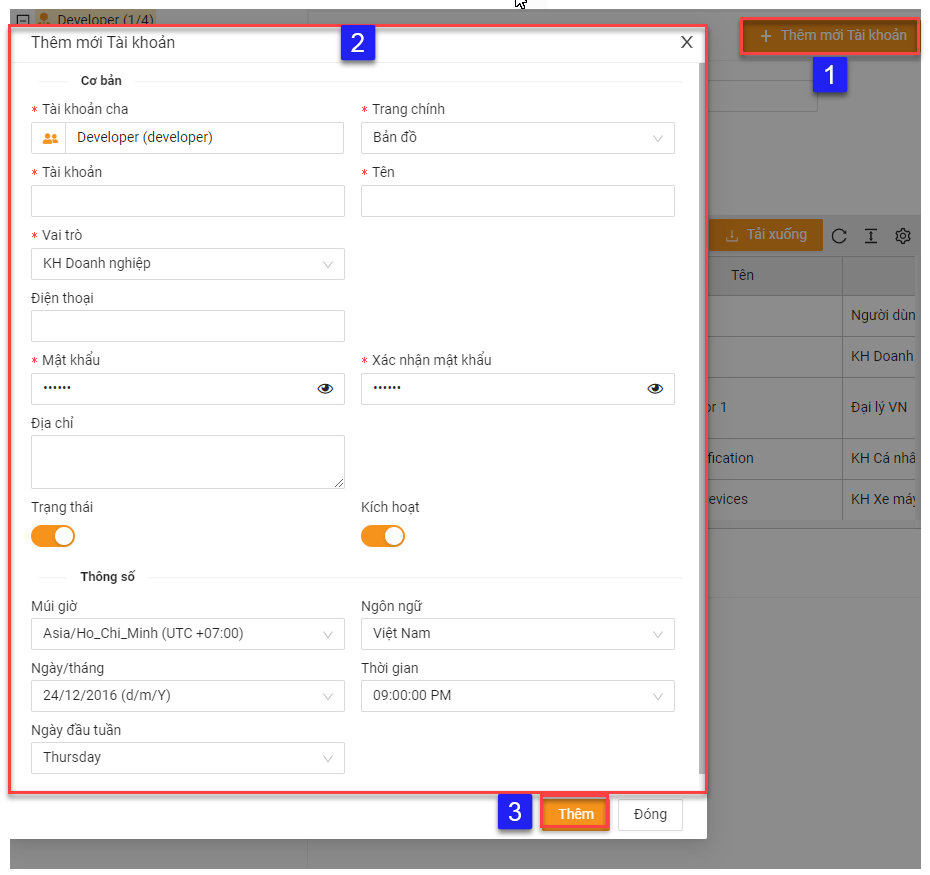 Developer (1/4)
Thêm mới Tài khoản
2
X
+ Thêm mới Tài khoản
1
Cơ bản
* Tài khoản cha
* Trang chính
Developer (developer)
Bản đồ
* Tài khoản
* Tên
* Vai trò
KH Doanh nghiệp
Tải xuống
Tên
Điện thoại
Người dùn
KH Doanh
* Mật khẩu
* Xác nhận mật khẩu
••••••
••••••
or 1
Đại lý VN
Địa chỉ
fication
KH Cá nhâ
evices
KH Xe máy
Trạng thái
Kích hoạt
Thông số
Múi giờ
Ngôn ngữ
Asia/Ho_Chi_Minh (UTC +07:00)
Việt Nam
Ngày/tháng
Thời gian
24/12/2016 (d/m/Y)
09:00:00 PM
Ngày đầu tuần
Thursday
3
Thêm
Đóng